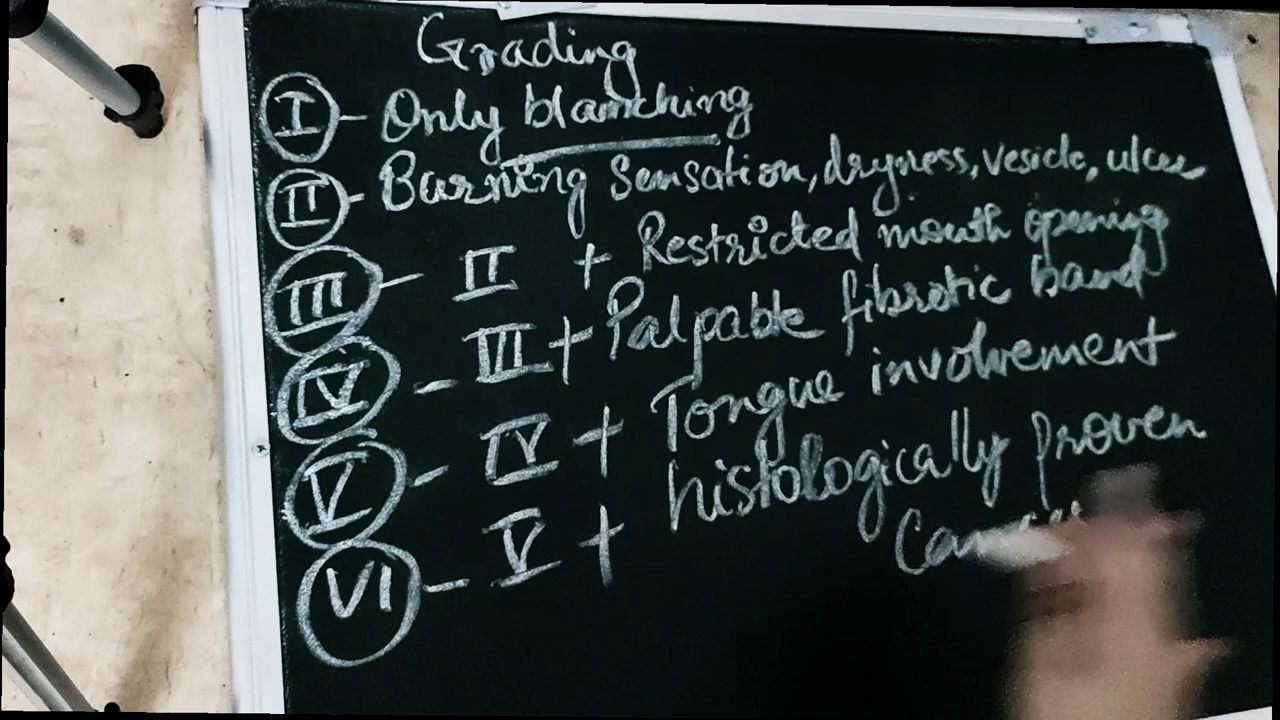 Grading
I - Only blanching
II - Burning Sensation, dryness, vesicle, ulcer
III - II + Restricted mouth opening
IV - III + Palpable fibrotic band
V - IV + Tongue involvement
VI - V + histologically proven